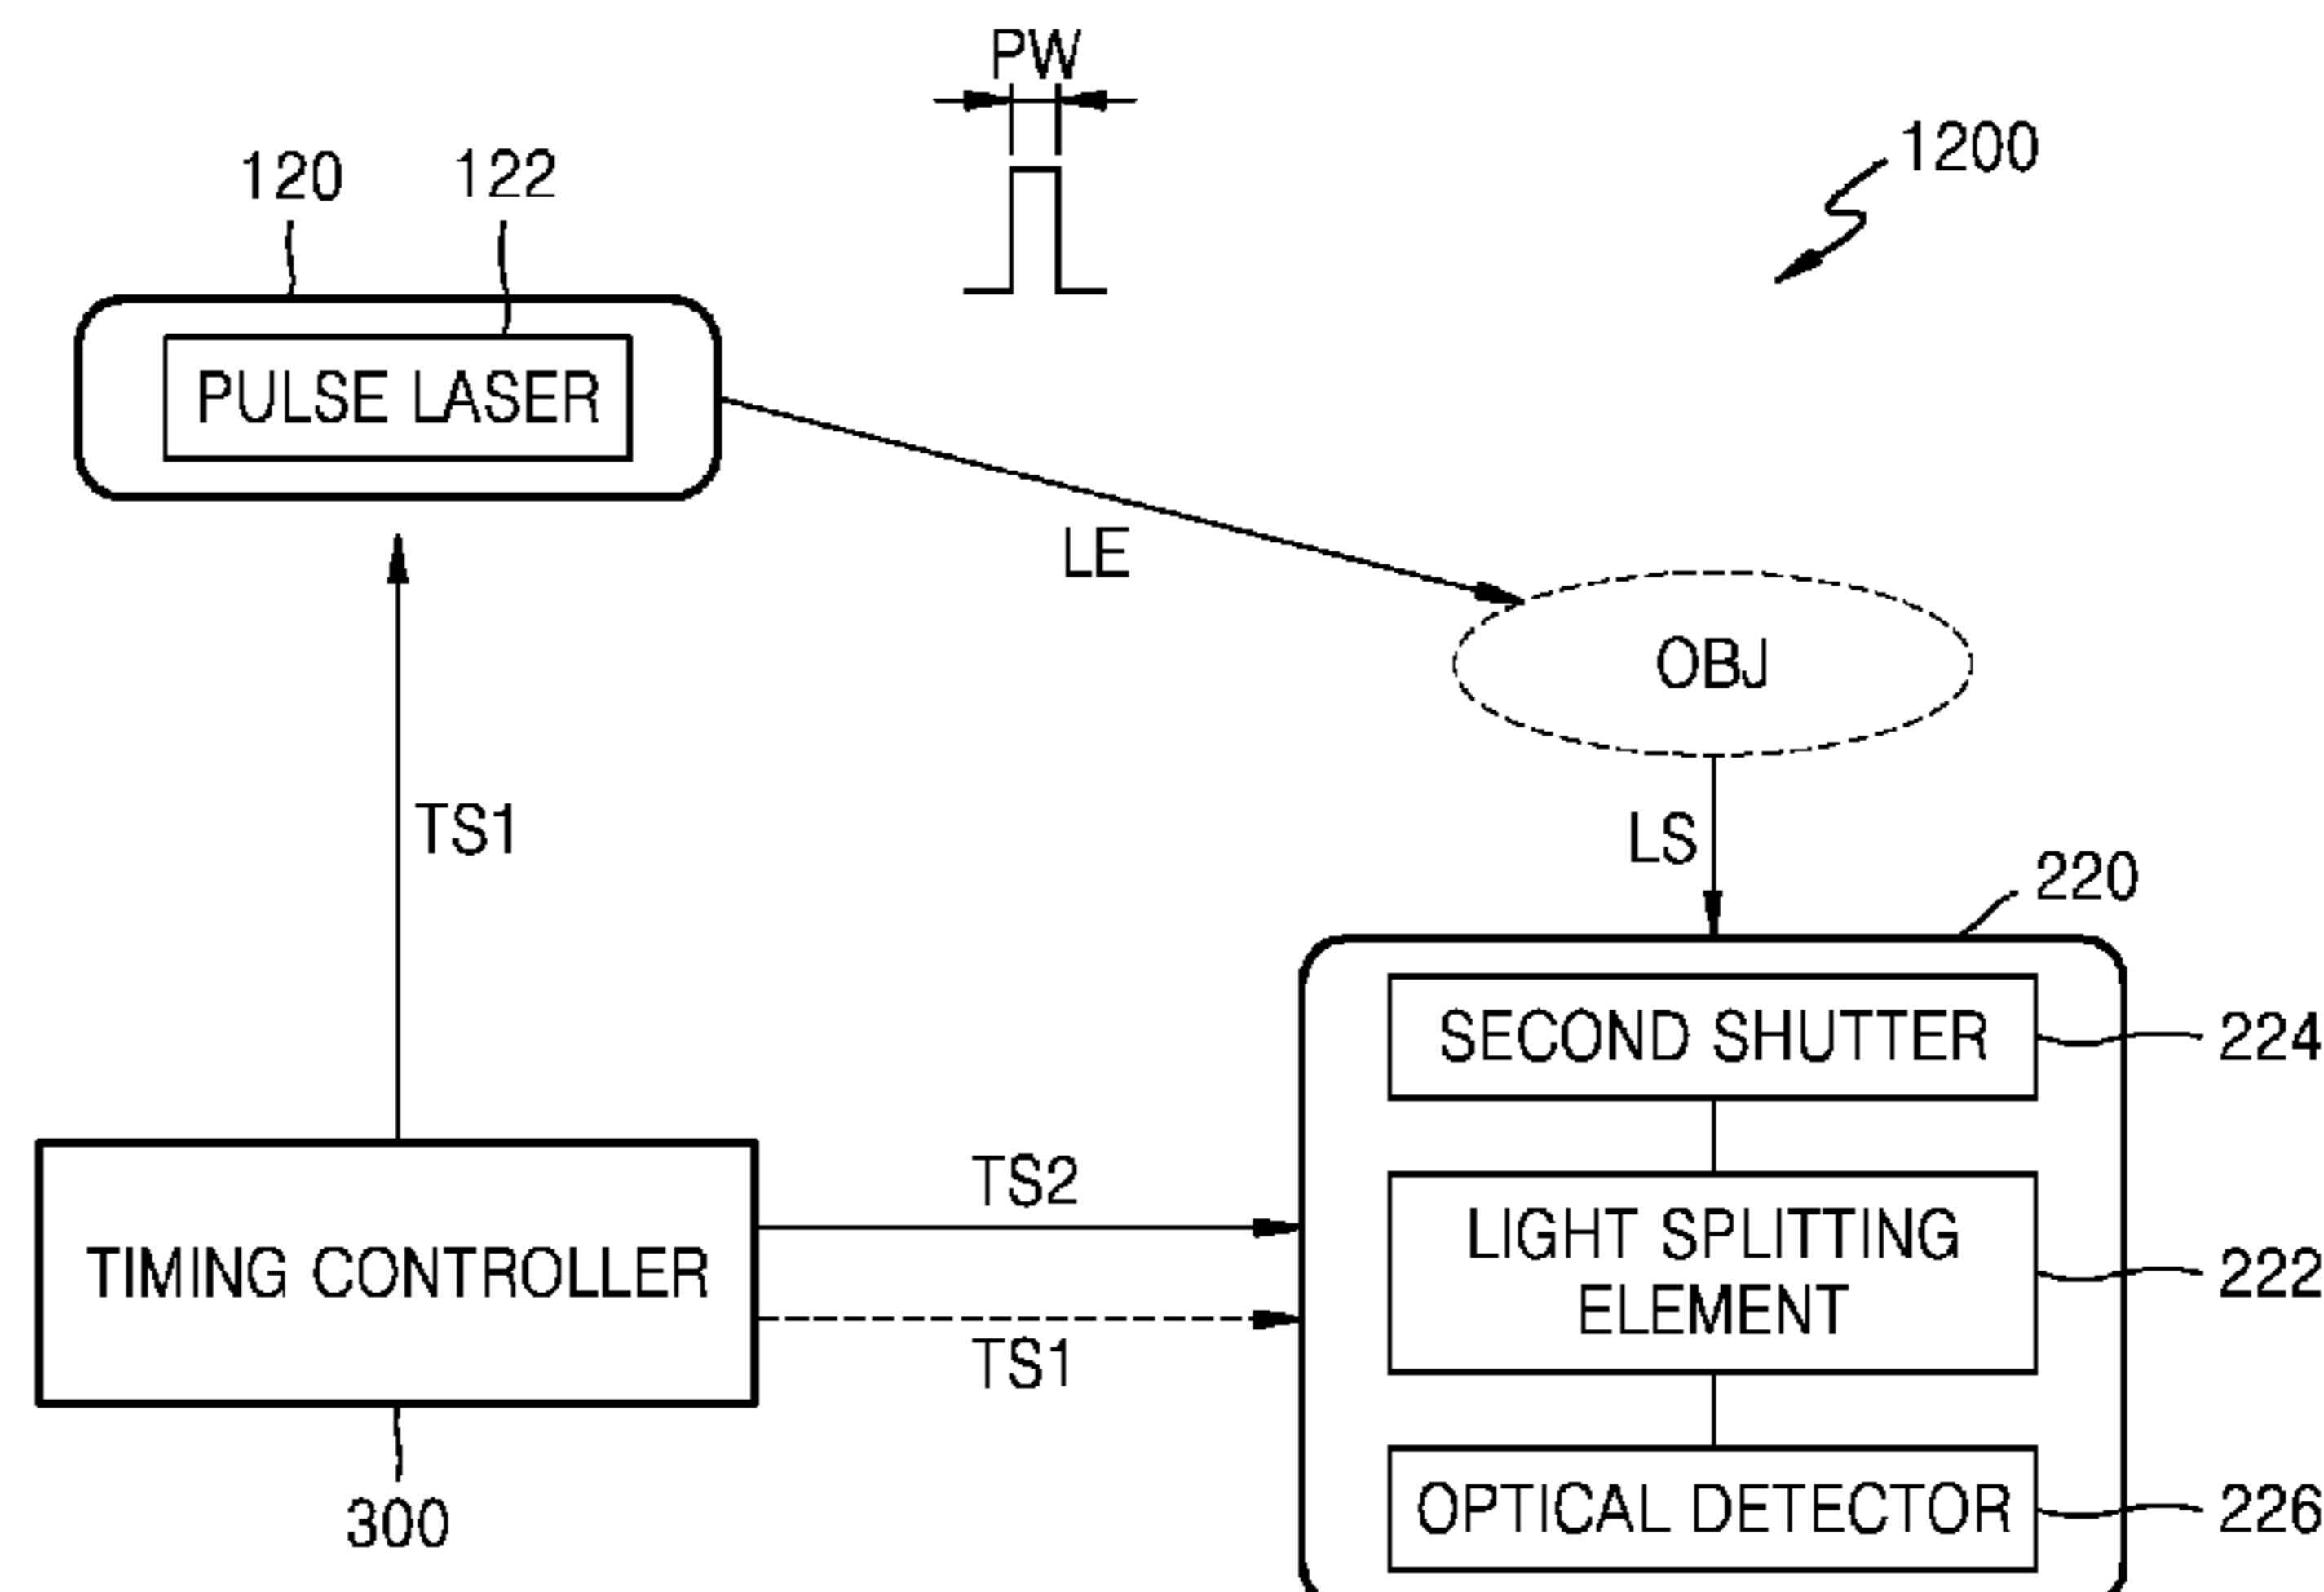 PW
1200
120
122
PULSE LASER
LE
OBJ
TS1
LS
220
SECOND SHUTTER
224
TS2
TIMING CONTROLLER
LIGHT SPLITTING
ELEMENT
222
TS1
300
OPTICAL DETECTOR
226